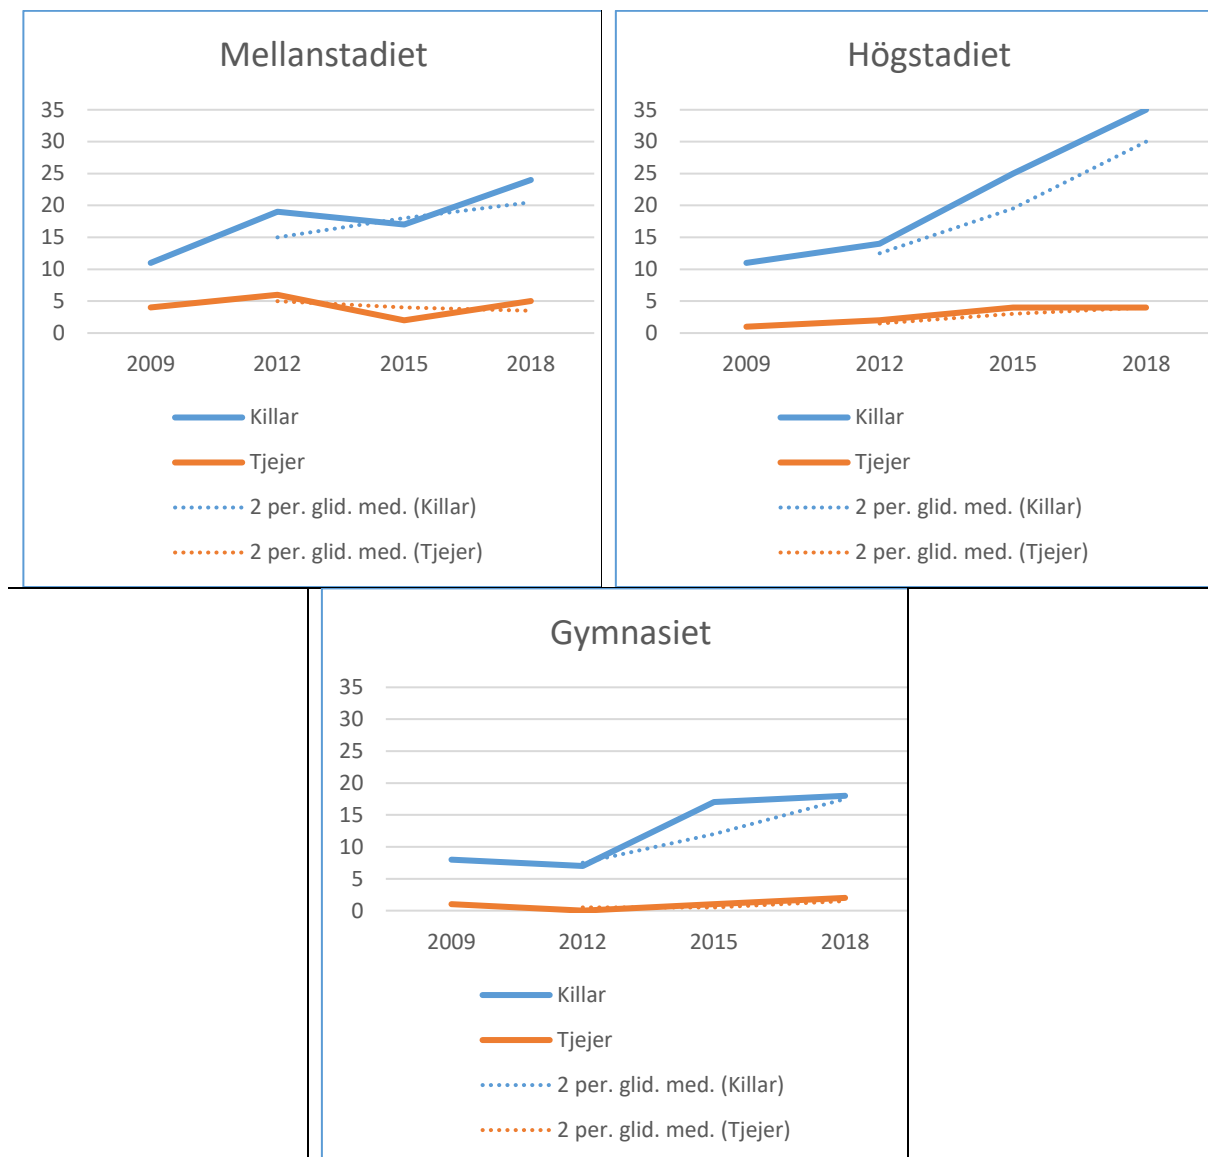 Mellanstadiet
35
30
25
20
15
10
5
0
2009 2012 2015 2018
Killar
Tjejer
2 per. glid. med. (Killar)
2 per. glid. med. (Tjejer)
Högstadiet
35
30
25
20
15
10
5
0
2009 2012 2015 2018
Killar
Tjejer
2 per. glid. med. (Killar)
2 per. glid. med. (Tjejer)
Gymnasiet
35
30
25
20
15
10
5
0
2009 2012 2015 2018
Killar
Tjejer
2 per. glid. med. (Killar)
2 per. glid. med. (Tjejer)